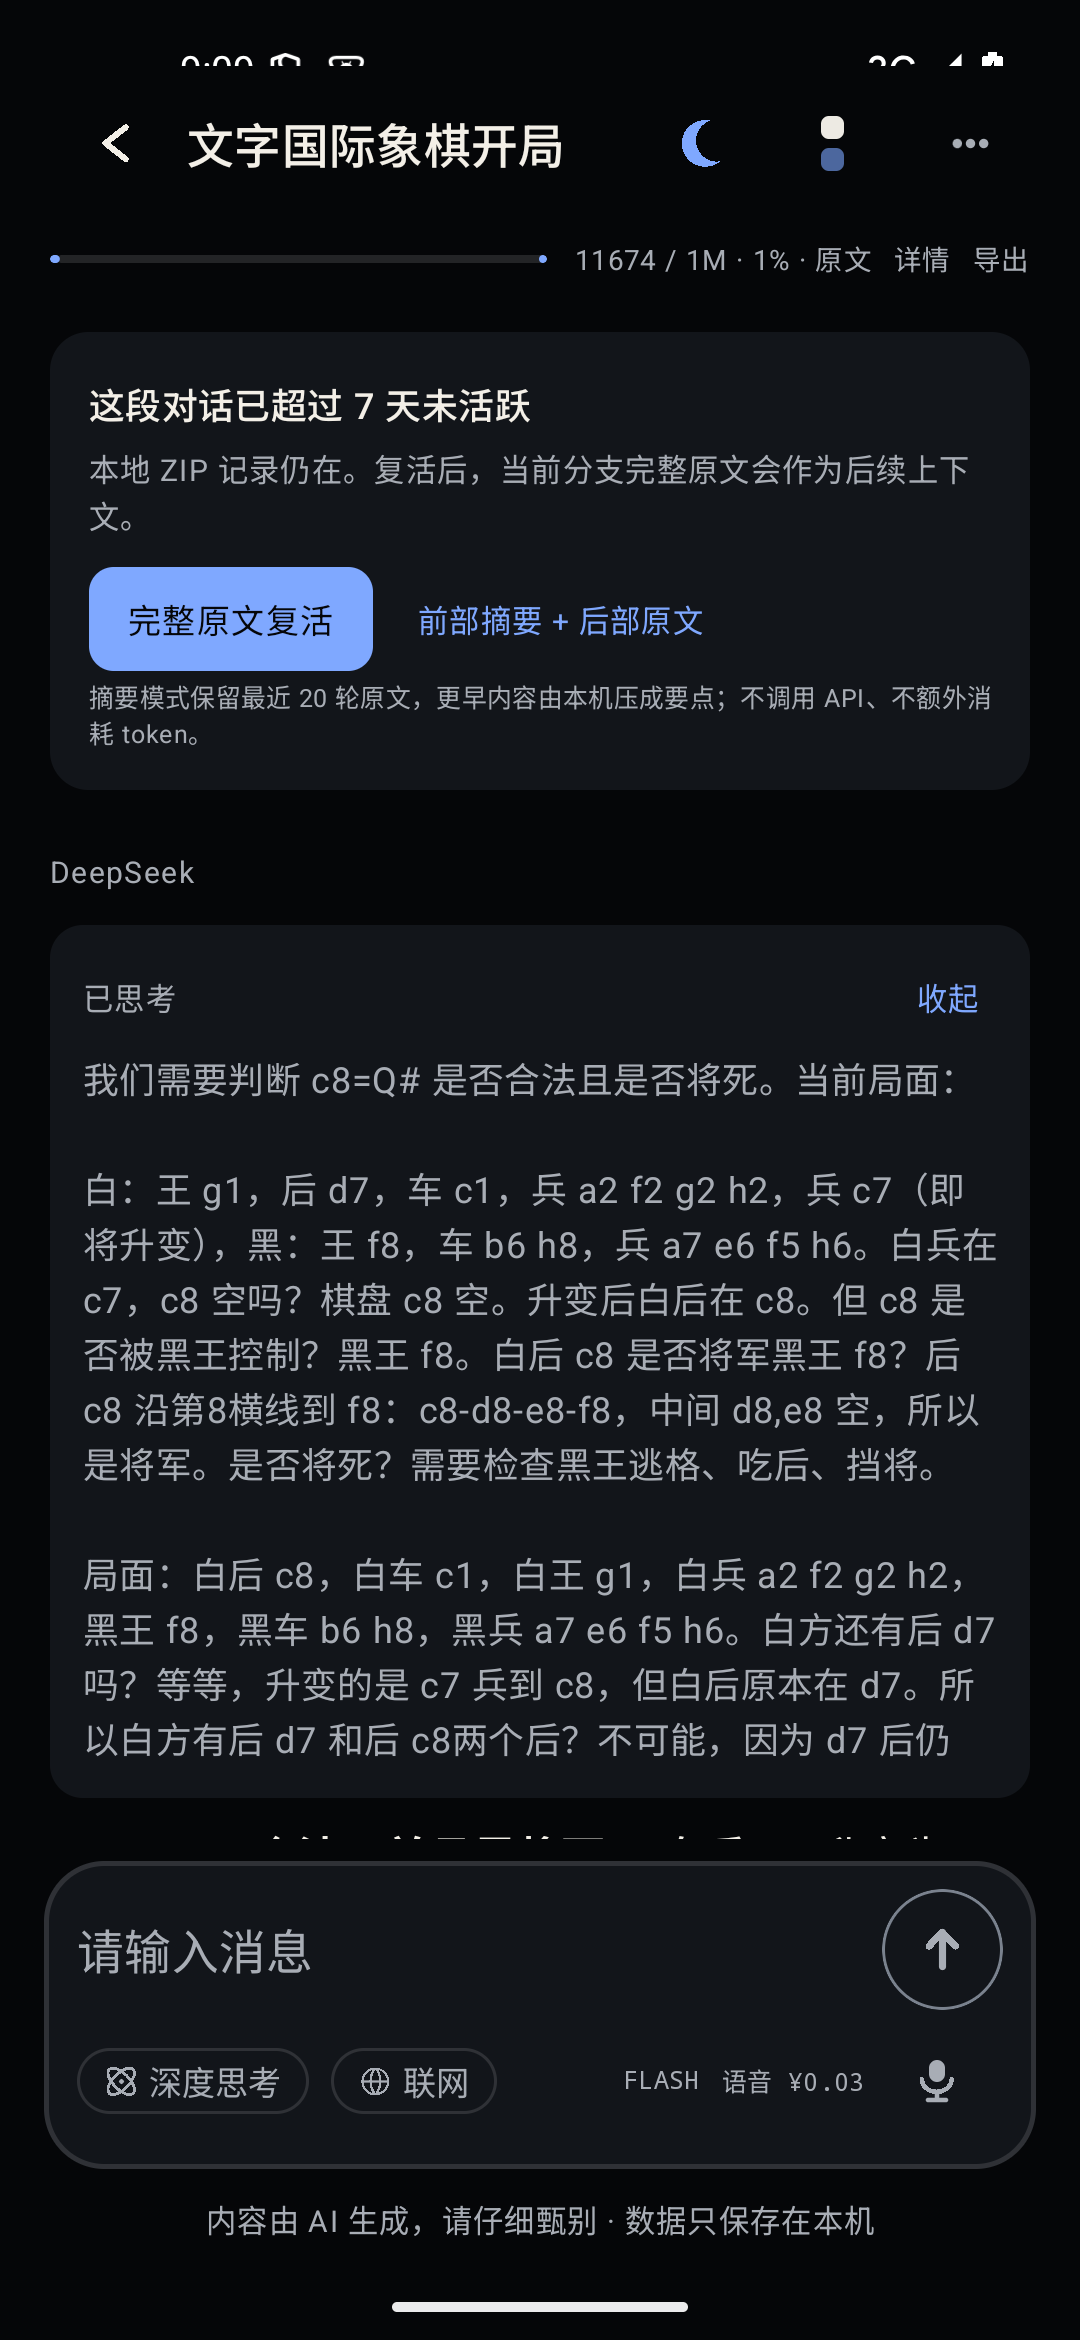 文字国际象棋开局
11674 / 1M · 1% · 原文 详情 导出
这段对话已超过 7 天未活跃
本地 ZIP 记录仍在。复活后，当前分支完整原文会作为后续上下
文。
完整原文复活 前部摘要 + 后部原文
摘要模式保留最近 20 轮原文，更早内容由本机压成要点；不调用 API、不额外消
耗 token。
DeepSeek
已思考 收起
我们需要判断 c8=Q# 是否合法且是否将死。当前局面：
白：王 g1，后 d7，车 c1，兵 a2 f2 g2 h2，兵 c7（即
将升变），黑：王 f8，车 b6 h8，兵 a7 e6 f5 h6。白兵在
c7，c8 空吗？棋盘 c8 空。升变后白后在 c8。但 c8 是
否被黑王控制？黑王 f8。白后 c8 是否将军黑王 f8？后
c8 沿第8横线到 f8：c8-d8-e8-f8，中间 d8,e8 空，所以
是将军。是否将死？需要检查黑王逃格、吃后、挡将。
局面：白后 c8，白车 c1，白王 g1，白兵 a2 f2 g2 h2，
黑王 f8，黑车 b6 h8，黑兵 a7 e6 f5 h6。白方还有后 d7
吗？等等，升变的是 c7 兵到 c8，但白后原本在 d7。所
以白方有后 d7 和后 c8两个后？不可能，因为 d7 后仍
请输入消息
深度思考 联网 FLASH 语音 ¥0.03
内容由 AI 生成，请仔细甄别 · 数据只保存在本机